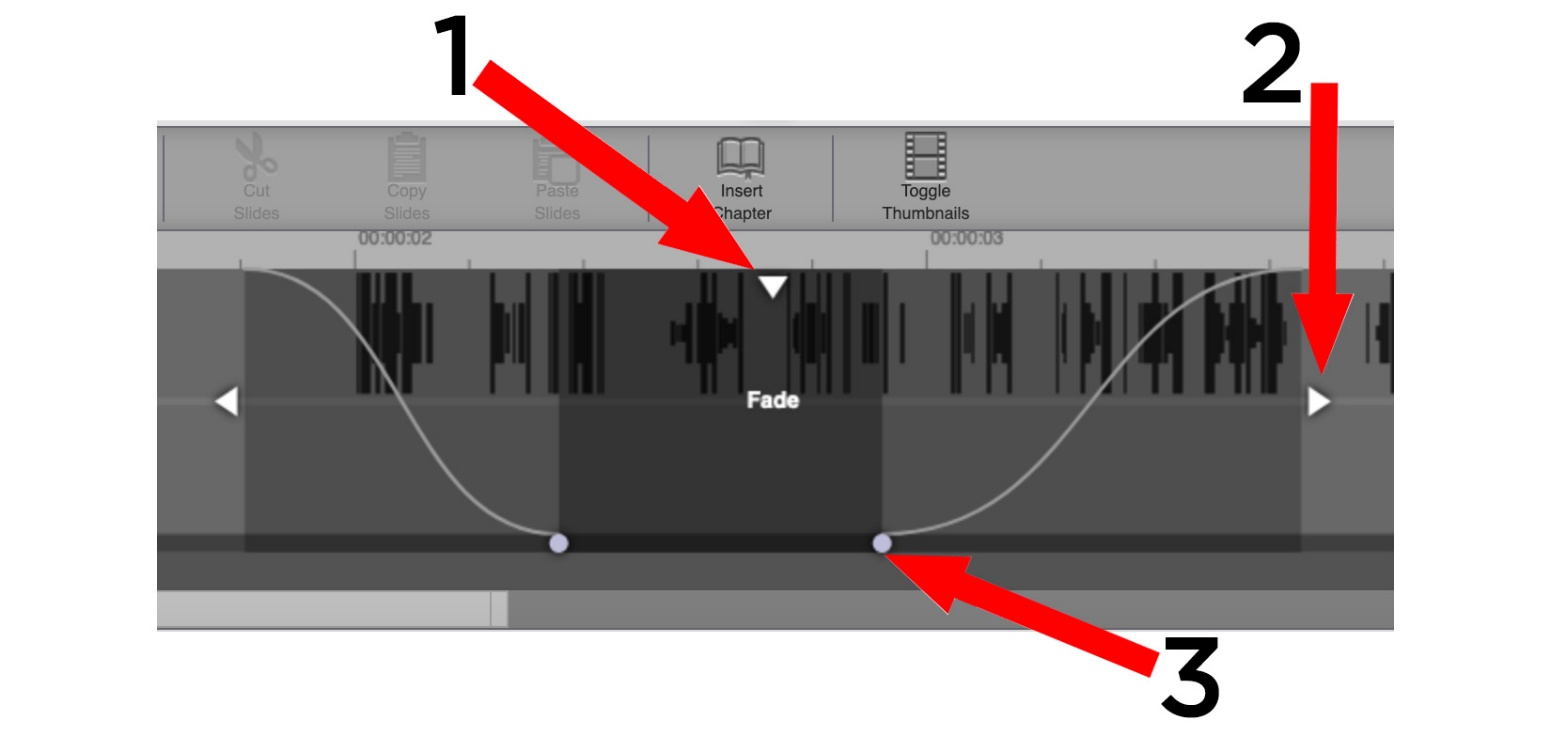 1
2
Cut
Slides
Copy
Slides
Paste
Slides
Insert
Chapter
Toggle
Thumbnails
00:00:02
00:00:03
Fade
3